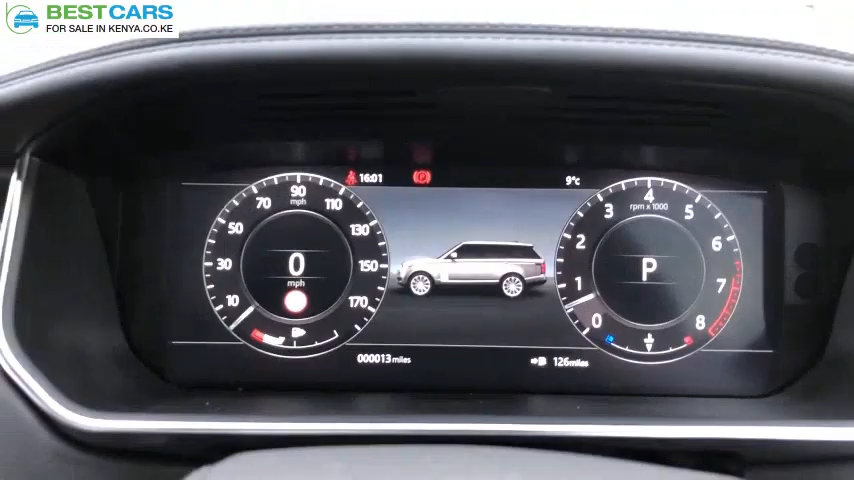 BESTCARS
FOR SALE IN KENYA.CO.KE
16:01
9°c
10 30 50 70 90 110 130 150 170
mph
0
mph
0 1 2 3 4 5 6 7 8
rpm x 1000
P
000013 miles
126 miles